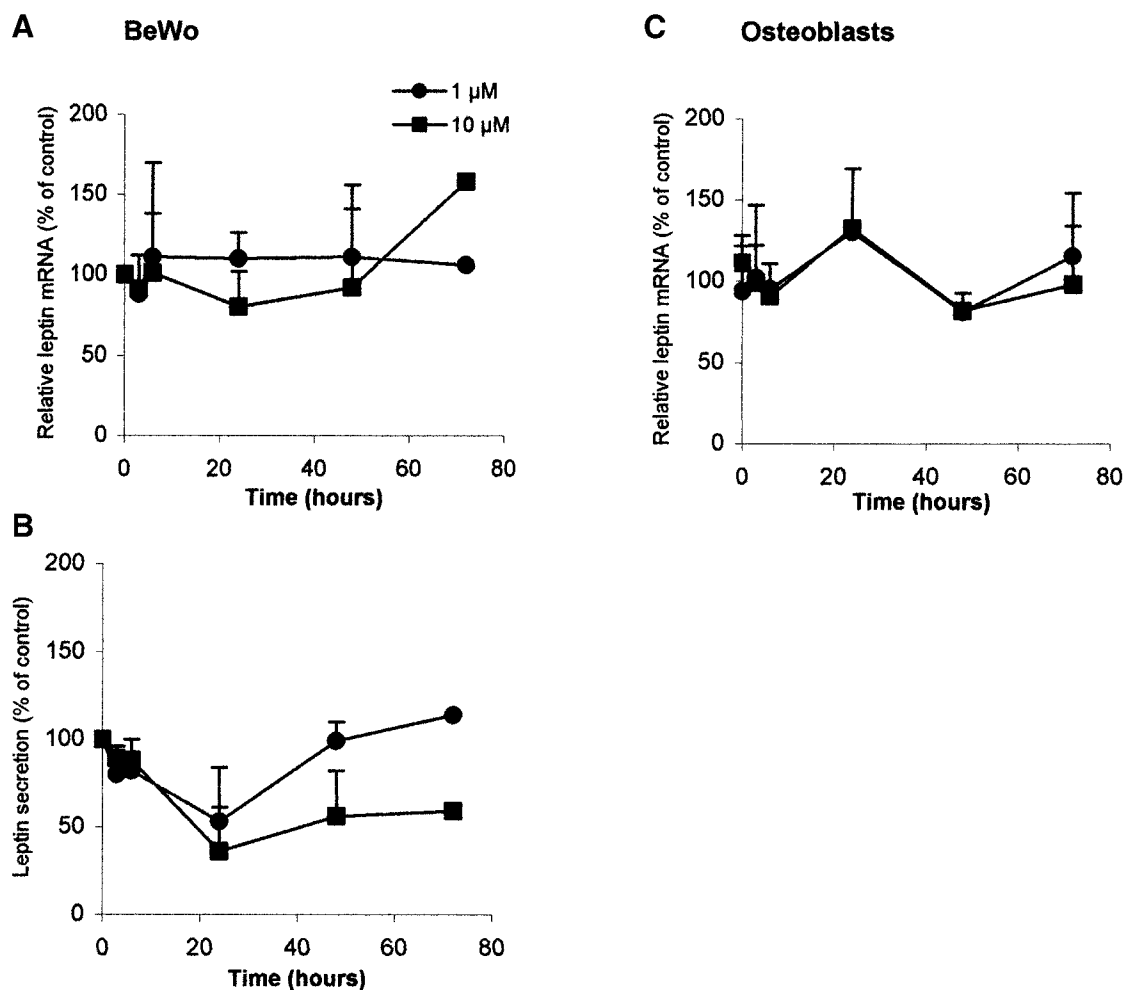 A BeWo
1 µM
10 µM
Relative leptin mRNA (% of control)
200
150
100
50
0
0 20 40 60 80
Time (hours)
B
Leptin secretion (% of control)
200
150
100
50
0
0 20 40 60 80
Time (hours)
C Osteoblasts
Relative leptin mRNA (% of control)
200
150
100
50
0
0 20 40 60 80
Time (hours)